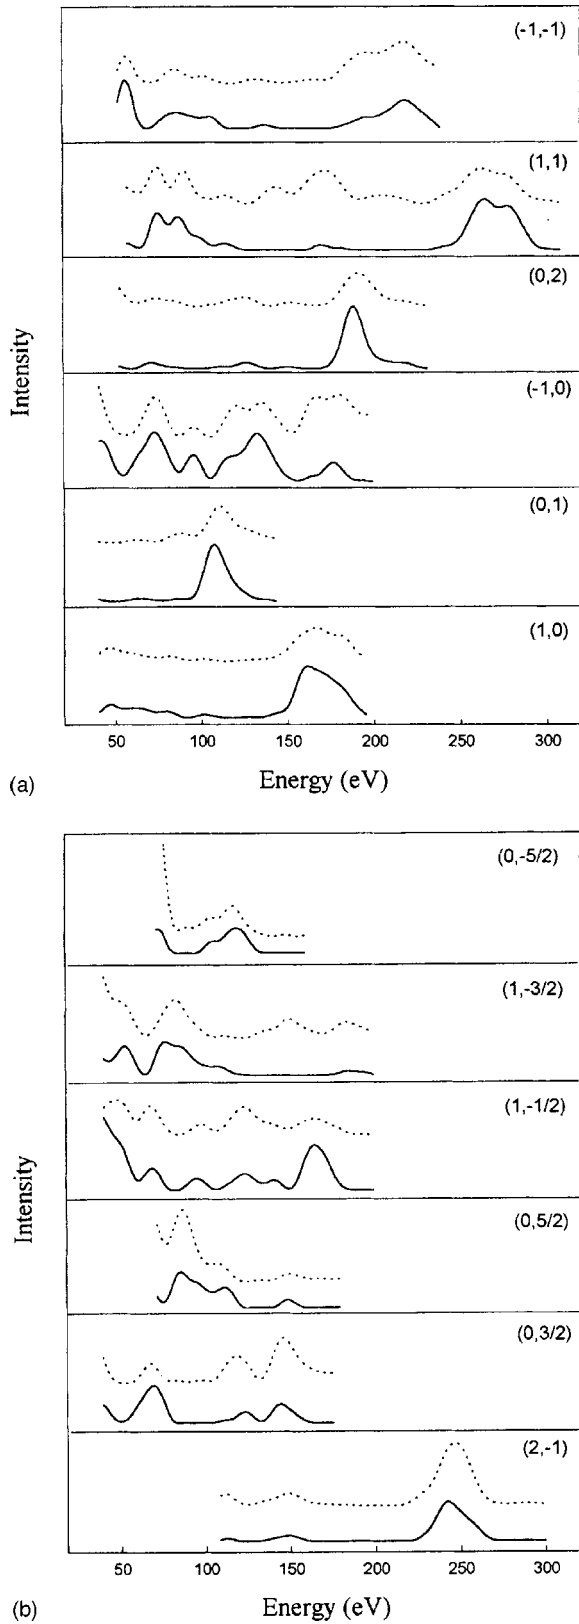 (-1,-1)
(1,1)
(0,2)
(-1,0)
(0,1)
(1,0)
Intensity
50 100 150 200 250 300
Energy (eV)
(a)
(0,-5/2)
(1,-3/2)
(1,-1/2)
(0,5/2)
(0,3/2)
(2,-1)
Intensity
50 100 150 200 250 300
Energy (eV)
(b)